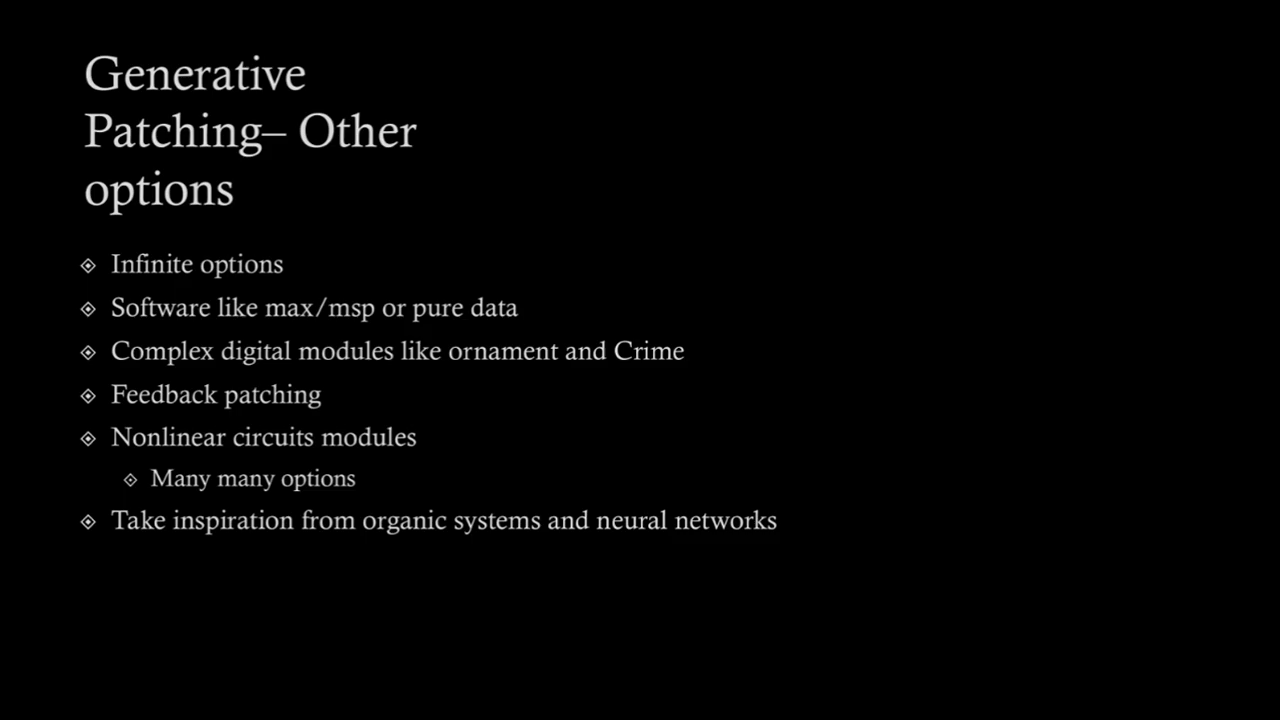 Generative
Patching– Other
options
Infinite options
Software like max/msp or pure data
Complex digital modules like ornament and Crime
Feedback patching
Nonlinear circuits modules
Many many options
Take inspiration from organic systems and neural networks